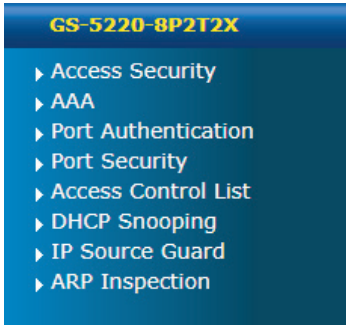 GS-5220-8P2T2X
Access Security
AAA
Port Authentication
Port Security
Access Control List
DHCP Snooping
IP Source Guard
ARP Inspection